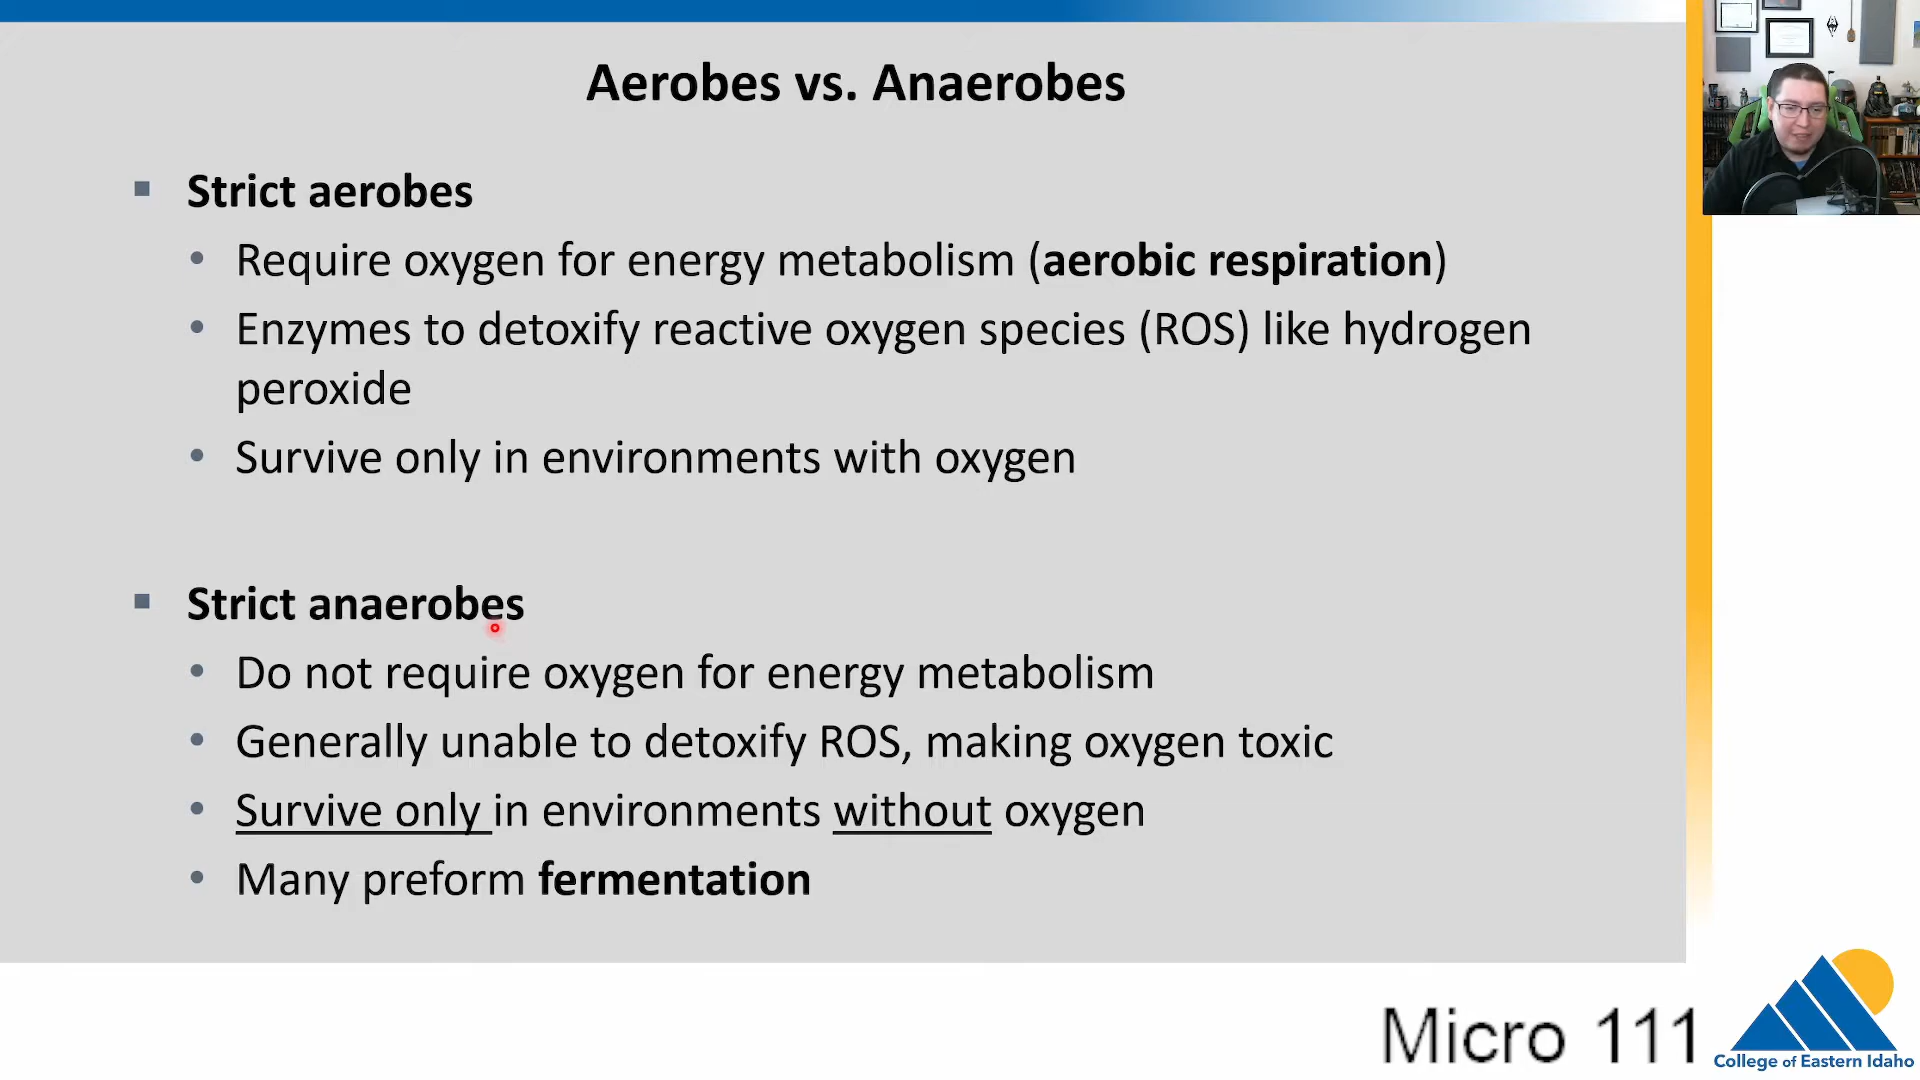 Aerobes vs. Anaerobes
Strict aerobes
Require oxygen for energy metabolism (aerobic respiration)
Enzymes to detoxify reactive oxygen species (ROS) like hydrogen
peroxide
Survive only in environments with oxygen
Strict anaerobes
Do not require oxygen for energy metabolism
Generally unable to detoxify ROS, making oxygen toxic
Survive only in environments without oxygen
Many preform fermentation
Micro 111
College of Eastern Idaho